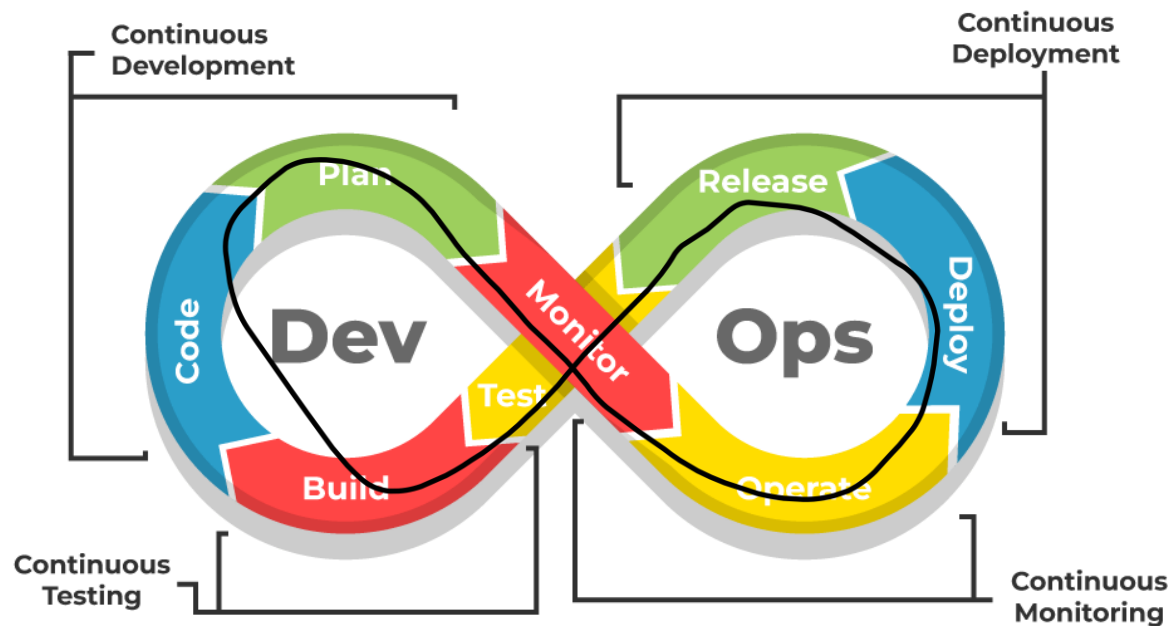 Continuous
Development
Continuous
Deployment
Plan
Release
Code
Dev
Monitor
Ops
Deploy
Test
Build
Operate
Continuous
Testing
Continuous
Monitoring